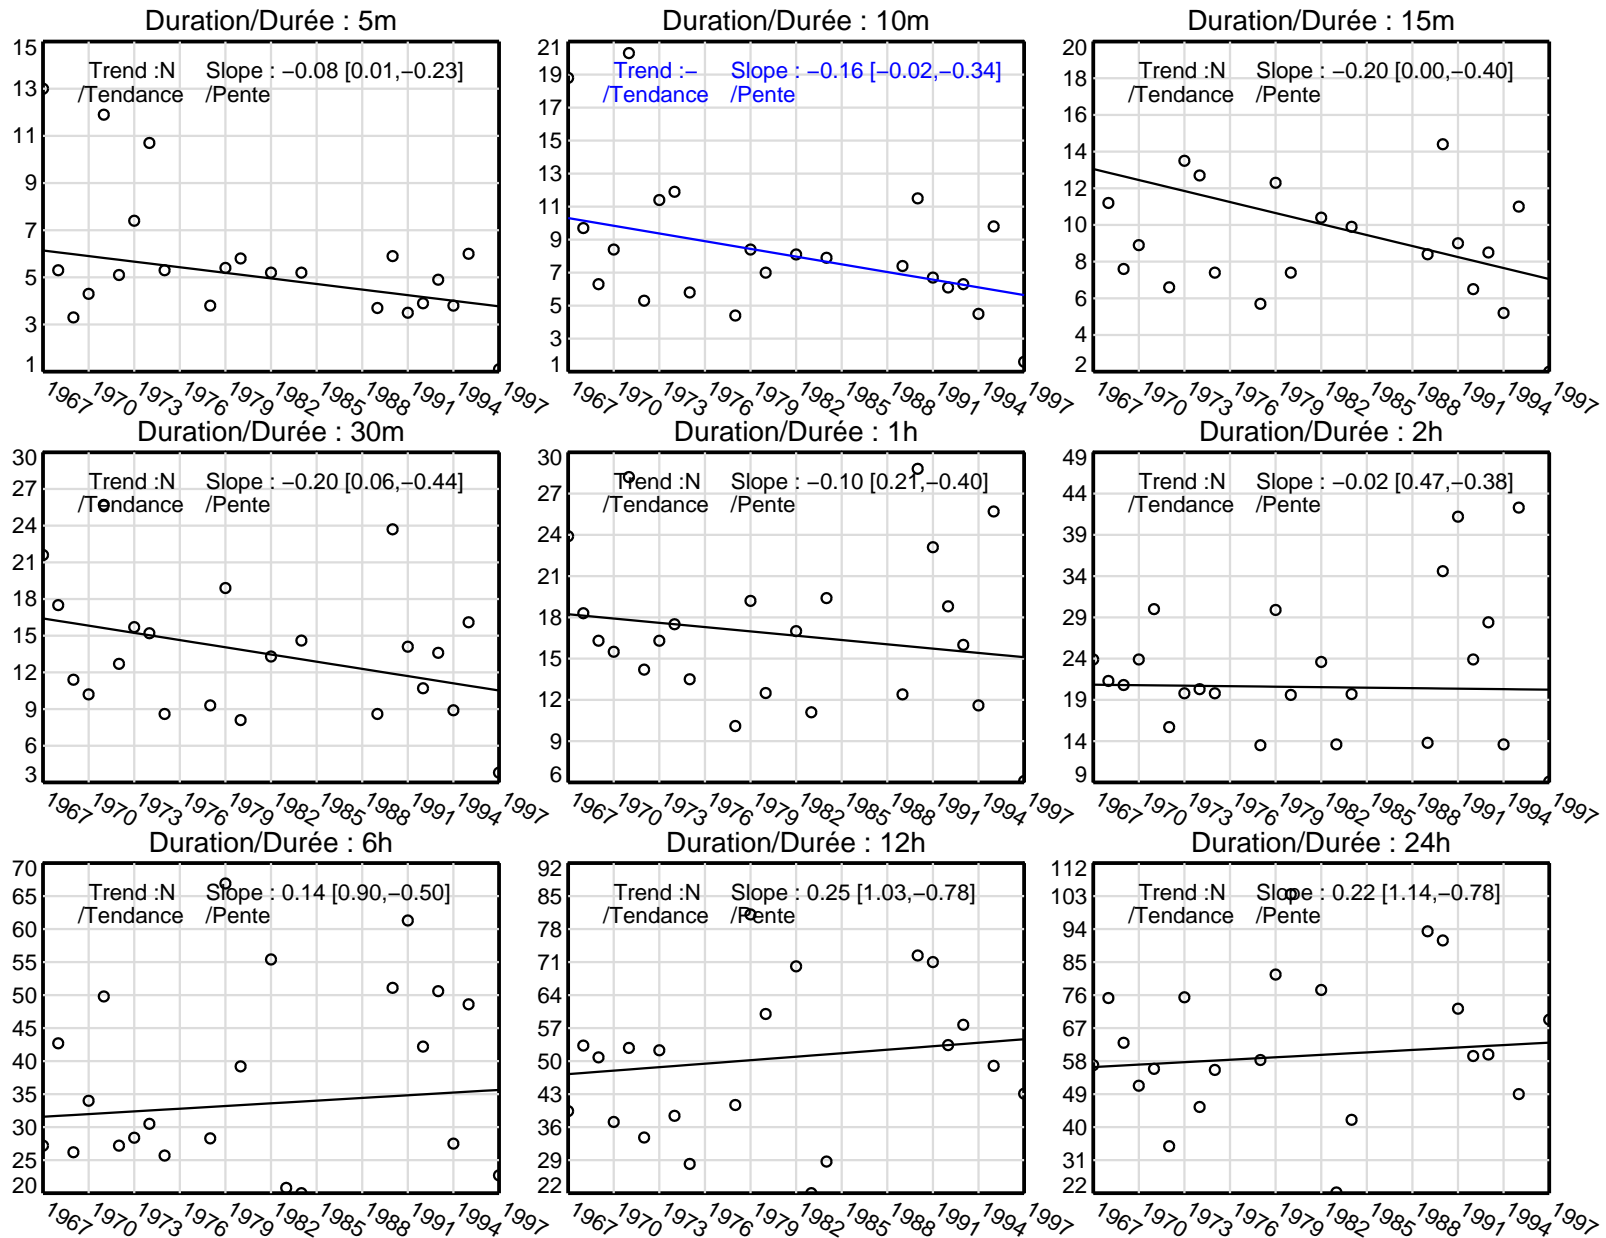 Duration/Durée : 5m
15
13
11
9
7
5
3
1
Trend :N Slope : −0.08 [0.01,−0.23]
/Tendance /Pente
1967 1970 1973 1976 1979 1982 1985 1988 1991 1994 1997
Duration/Durée : 10m
21
19
17
15
13
11
9
7
5
3
1
Trend :− Slope : −0.16 [−0.02,−0.34]
/Tendance /Pente
1967 1970 1973 1976 1979 1982 1985 1988 1991 1994 1997
Duration/Durée : 15m
20
18
16
14
12
10
8
6
4
2
Trend :N Slope : −0.20 [0.00,−0.40]
/Tendance /Pente
1967 1970 1973 1976 1979 1982 1985 1988 1991 1994 1997
Duration/Durée : 30m
30
27
24
21
18
15
12
9
6
3
Trend :N Slope : −0.20 [0.06,−0.44]
/Tendance /Pente
1967 1970 1973 1976 1979 1982 1985 1988 1991 1994 1997
Duration/Durée : 1h
30
27
24
21
18
15
12
9
6
Trend :N Slope : −0.10 [0.21,−0.40]
/Tendance /Pente
1967 1970 1973 1976 1979 1982 1985 1988 1991 1994 1997
Duration/Durée : 2h
49
44
39
34
29
24
19
14
9
Trend :N Slope : −0.02 [0.47,−0.38]
/Tendance /Pente
1967 1970 1973 1976 1979 1982 1985 1988 1991 1994 1997
Duration/Durée : 6h
70
65
60
55
50
45
40
35
30
25
20
Trend :N Slope : 0.14 [0.90,−0.50]
/Tendance /Pente
1967 1970 1973 1976 1979 1982 1985 1988 1991 1994 1997
Duration/Durée : 12h
92
85
78
71
64
57
50
43
36
29
22
Trend :N Slope : 0.25 [1.03,−0.78]
/Tendance /Pente
1967 1970 1973 1976 1979 1982 1985 1988 1991 1994 1997
Duration/Durée : 24h
112
103
94
85
76
67
58
49
40
31
22
Trend :N Slope : 0.22 [1.14,−0.78]
/Tendance /Pente
1967 1970 1973 1976 1979 1982 1985 1988 1991 1994 1997